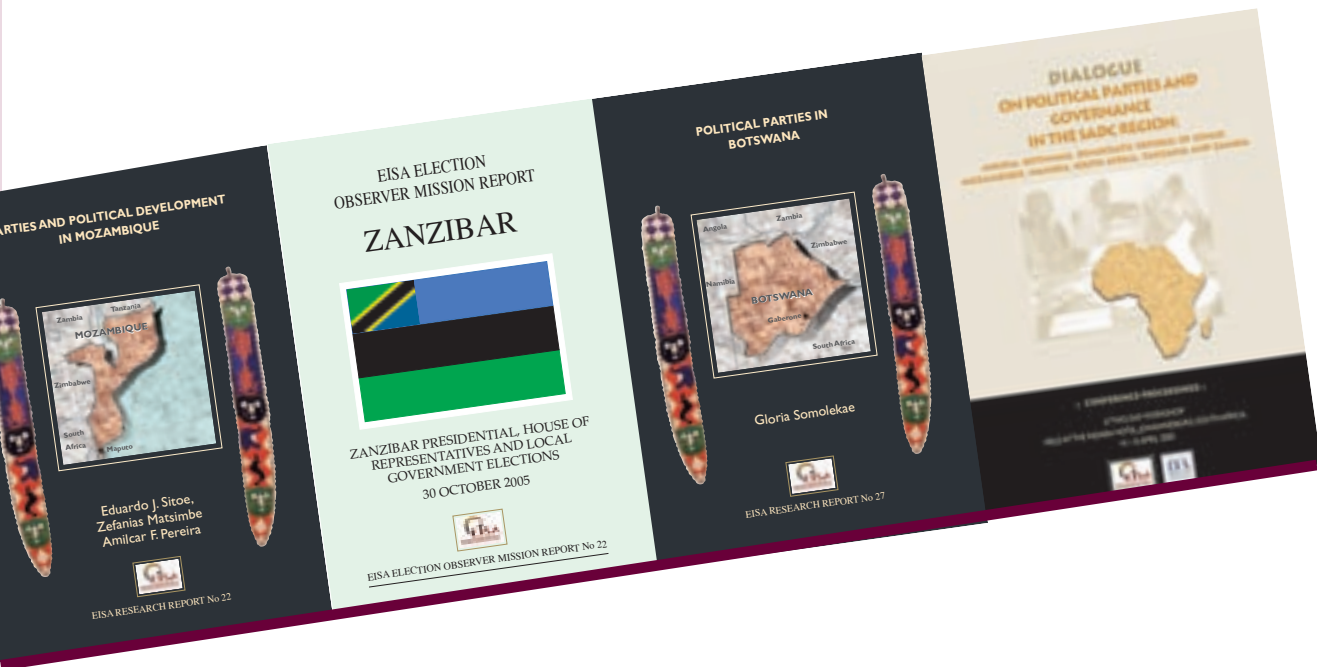 ARTIES AND POLITICAL DEVELOPMENT
IN MOZAMBIQUE
Zambia
Tanzania
MOZAMBIQUE
Zimbabwe
South
Africa
Maputo
Eduardo J. Sitoe,
Zefanias Matsimbe
Amilcar F. Pereira
EISA RESEARCH REPORT No 22
EISA ELECTION
OBSERVER MISSION REPORT
ZANZIBAR
ZANZIBAR PRESIDENTIAL, HOUSE OF
REPRESENTATIVES AND LOCAL
GOVERNMENT ELECTIONS
30 OCTOBER 2005
EISA ELECTION OBSERVER MISSION REPORT No 22
POLITICAL PARTIES IN
BOTSWANA
Angola
Zambia
Zimbabwe
Namibia
BOTSWANA
Gaberone
South Africa
Gloria Somolekae
EISA RESEARCH REPORT No 27
DIALOGUE
ON POLITICAL PARTIES AND
GOVERNANCE
IN THE SADC REGION:
CONFERENCE PROCEEDINGS